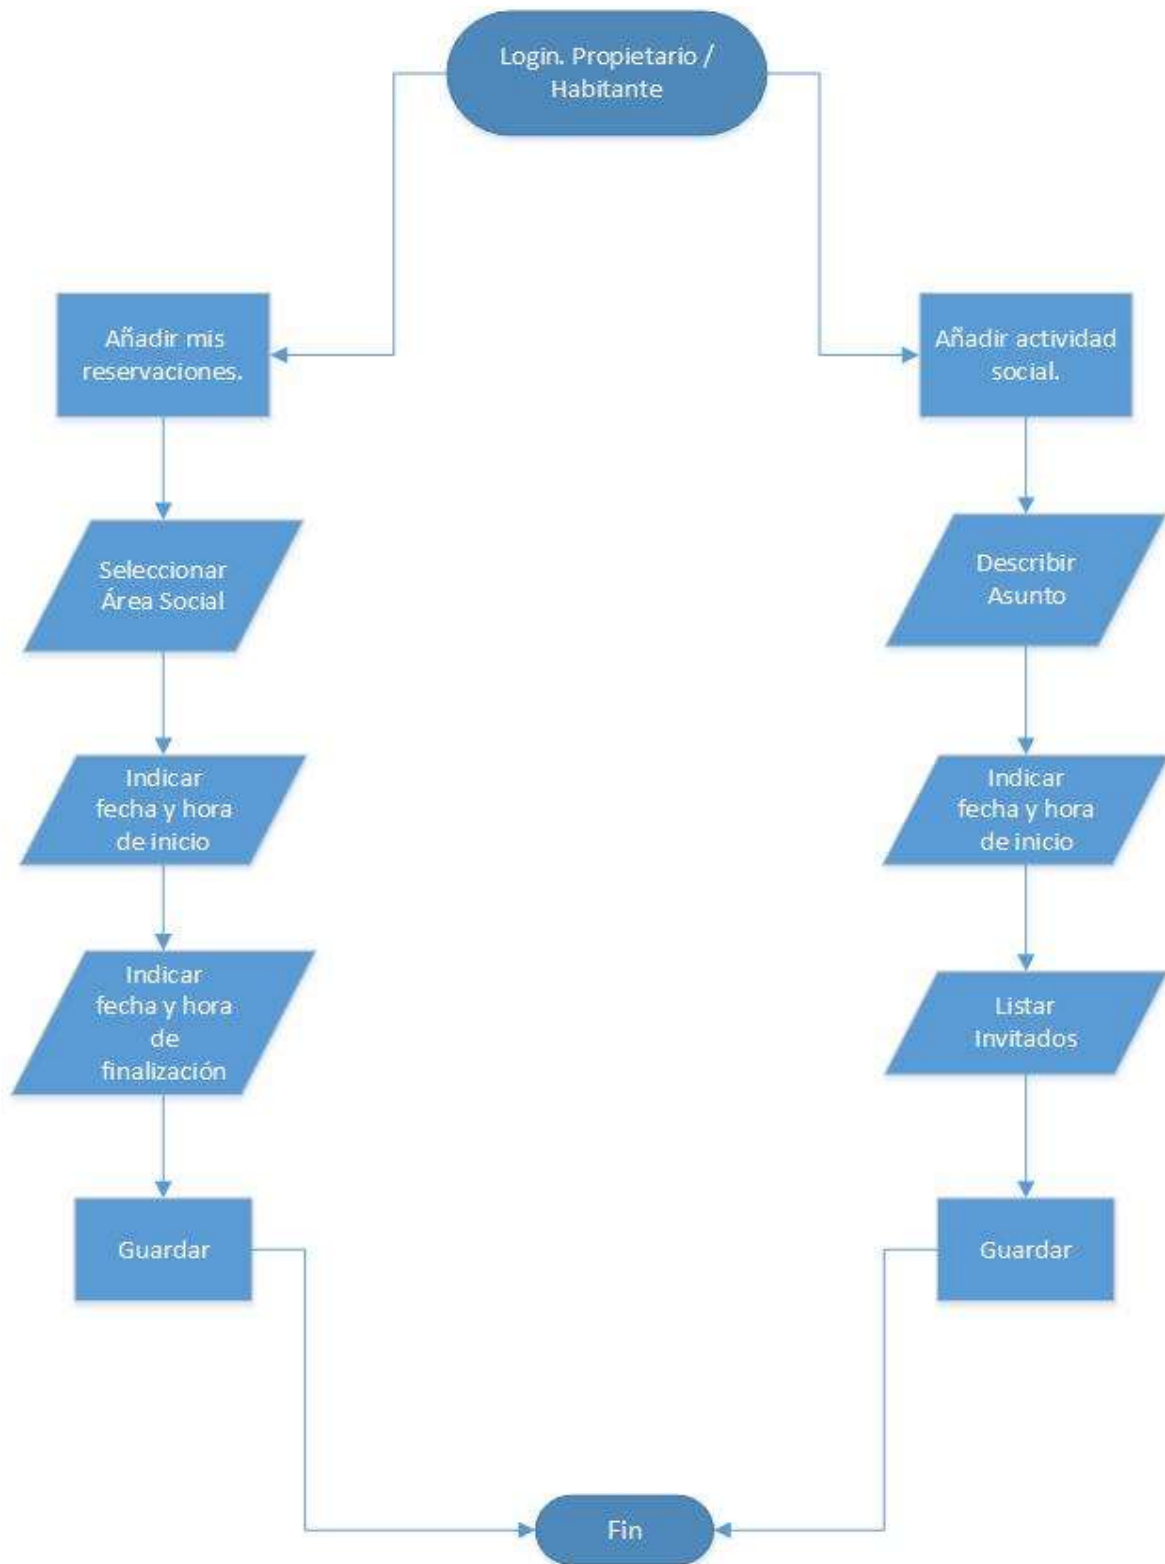 Login. Propietario /
Habitante
Añadir mis
reservaciones.
Seleccionar
Área Social
Indicar
fecha y hora
de inicio
Indicar
fecha y hora
de
finalización
Guardar
Añadir actividad
social.
Describir
Asunto
Indicar
fecha y hora
de inicio
Listar
Invitados
Guardar
Fin